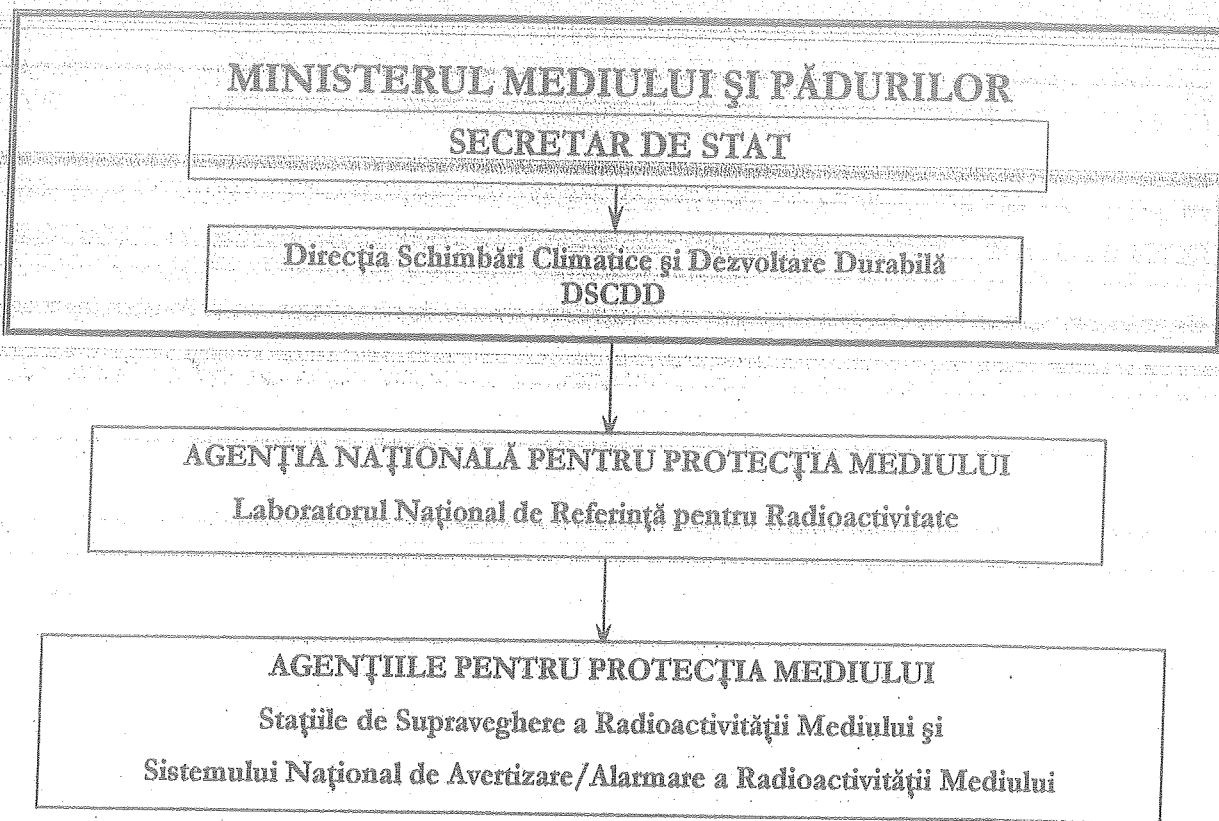 MINISTERUL MEDIULUI ŞI PĂDURILOR
SECRETAR DE STAT
Direcţia Schimbări Climatice şi Dezvoltare Durabilă
DSCDD
AGENŢIA NAŢIONALĂ PENTRU PROTECŢIA MEDIULUI
Laboratorul Naţional de Referinţă pentru Radioactivitate
AGENŢIILE PENTRU PROTECŢIA MEDIULUI
Staţiile de Supraveghere a Radioactivităţii Mediului şi
Sistemului Naţional de Avertizare/Alarmare a Radioactivităţii Mediului